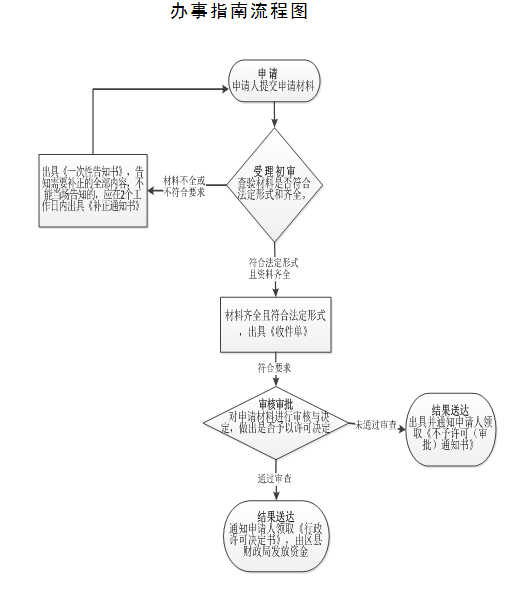 办事指南流程图
申请
申请人提交申请材料
出具《一次性告知书》，告
知需要补正的全部内容，不
能当场告知的，应在2个工
作日内出具《补正通知书》
材料不全或
不符合要求
受理初审
查验材料是否符合
法定形式和齐全。
符合法定形式
且资料齐全
材料齐全且符合法定形式
，出具《收件单》
符合要求
审核审批
对申请材料进行审核与决
定，做出是否予以许可决定
未通过审查
结果送达
出具并通知申请人领
取《不予许可（审
批）通知书》
通过审查
结果送达
通知申请人领取《行政
许可决定书》，由区县
财政局发放资金